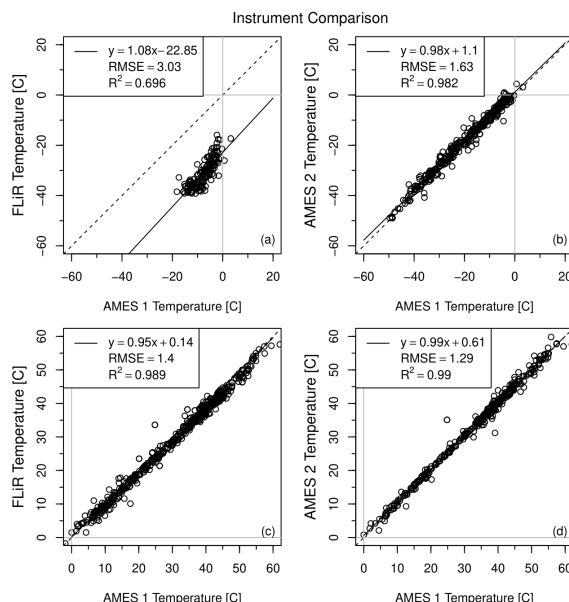 Instrument Comparison
y = 1.08x − 22.85
RMSE = 3.03
R² = 0.696
20
0
−20
−40
−60
FLiR Temperature [C]
(a)
−60 −40 −20 0 20
AMES 1 Temperature [C]
y = 0.98x + 1.1
RMSE = 1.63
R² = 0.982
20
0
−20
−40
−60
AMES 2 Temperature [C]
(b)
−60 −40 −20 0 20
AMES 1 Temperature [C]
y = 0.95x + 0.14
RMSE = 1.4
R² = 0.989
60
50
40
30
20
10
0
FLiR Temperature [C]
(c)
0 10 20 30 40 50 60
AMES 1 Temperature [C]
y = 0.99x + 0.61
RMSE = 1.29
R² = 0.99
60
50
40
30
20
10
0
AMES 2 Temperature [C]
(d)
0 10 20 30 40 50 60
AMES 1 Temperature [C]